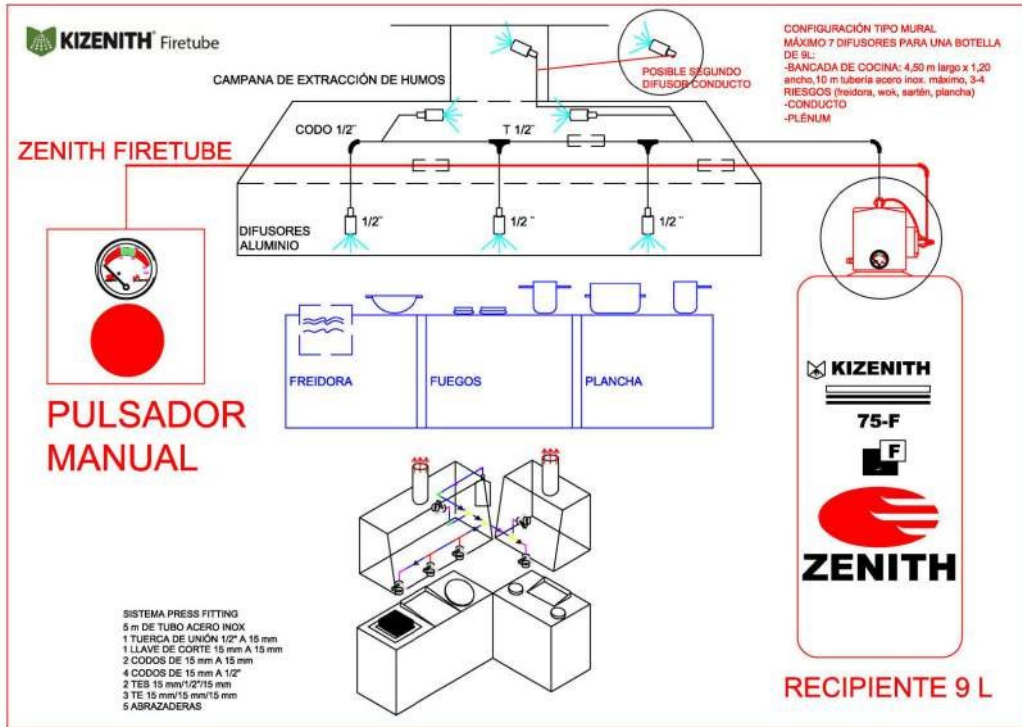 KIZENITH® Firetube
CONFIGURACIÓN TIPO MURAL
MÁXIMO 7 DIFUSORES PARA UNA BOTELLA
DE 9L:
-BANCADA DE COCINA: 4,50 m largo x 1,20
ancho,10 m tubería acero inox. máximo, 3-4
RIESGOS (freidora, wok, sartén, plancha)
-CONDUCTO
-PLÉNUM
CAMPANA DE EXTRACCIÓN DE HUMOS
POSIBLE SEGUNDO
DIFUSOR CONDUCTO
CODO 1/2"
T 1/2"
ZENITH FIRETUBE
1/2"
1/2"
1/2"
DIFUSORES
ALUMINIO
FREIDORA
FUEGOS
PLANCHA
PULSADOR
MANUAL
KIZENITH
75-F
F
ZENITH
RECIPIENTE 9 L
SISTEMA PRESS FITTING
5 m DE TUBO ACERO INOX
1 TUERCA DE UNIÓN 1/2" A 15 mm
1 LLAVE DE CORTE 15 mm A 15 mm
2 CODOS DE 15 mm A 15 mm
4 CODOS DE 15 mm A 1/2"
2 TES 15 mm/1/2"/15 mm
3 TE 15 mm/15 mm/15 mm
5 ABRAZADERAS